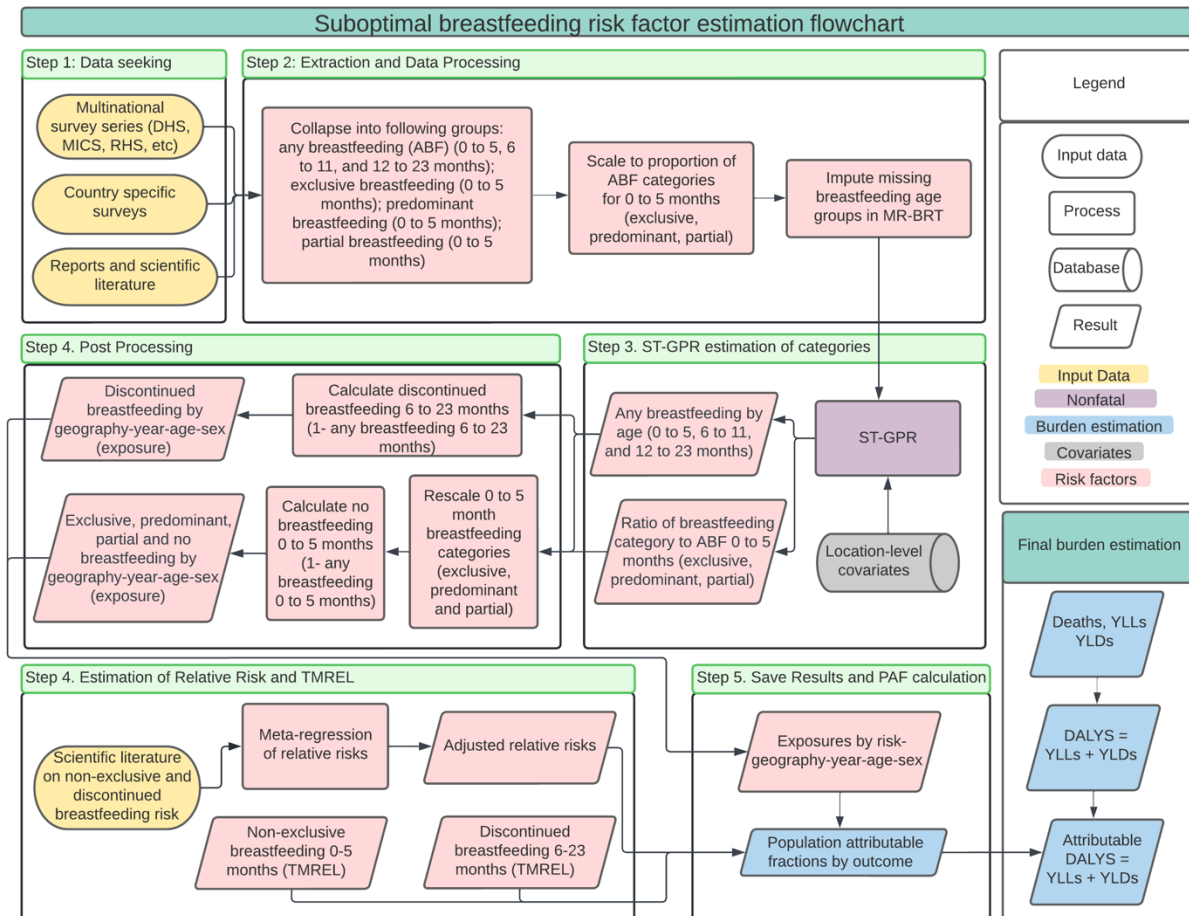 Suboptimal breastfeeding risk factor estimation flowchart
Step 1: Data seeking
Multinational
survey series (DHS,
MICS, RHS, etc)
Country specific
surveys
Reports and scientific
literature
Step 2: Extraction and Data Processing
Collapse into following groups:
any breastfeeding (ABF) (0 to 5, 6
to 11, and 12 to 23 months);
exclusive breastfeeding (0 to 5
months); predominant
breastfeeding (0 to 5 months);
partial breastfeeding (0 to 5
months)
Scale to proportion of
ABF categories
for 0 to 5 months
(exclusive,
predominant, partial)
Impute missing
breastfeeding age
groups in MR-BRT
Legend
Input data
Process
Database
Result
Input Data
Nonfatal
Burden estimation
Covariates
Risk factors
Step 4. Post Processing
Discontinued
breastfeeding by
geography-year-age-sex
(exposure)
Calculate discontinued
breastfeeding 6 to 23 months
(1- any breastfeeding 6 to 23
months)
Exclusive, predominant,
partial and no
breastfeeding by
geography-year-age-sex
(exposure)
Calculate no
breastfeeding
0 to 5 months
(1- any
breastfeeding
0 to 5 months)
Rescale 0 to 5
month
breastfeeding
categories
(exclusive,
predominant
and partial)
Step 3. ST-GPR estimation of categories
Any breastfeeding by
age (0 to 5, 6 to 11,
and 12 to 23 months)
ST-GPR
Ratio of breastfeeding
category to ABF 0 to 5
months (exclusive,
predominant, partial)
Location-level
covariates
Final burden estimation
Deaths, YLLs
YLDs
DALYS =
YLLs + YLDs
Attributable
DALYS =
YLLs + YLDs
Step 4. Estimation of Relative Risk and TMREL
Scientific literature
on non-exclusive and
discontinued
breastfeeding risk
Meta-regression
of relative risks
Adjusted relative risks
Non-exclusive
breastfeeding 0-5
months (TMREL)
Discontinued
breastfeeding 6-23
months (TMREL)
Step 5. Save Results and PAF calculation
Exposures by risk-
geography-year-age-sex
Population attributable
fractions by outcome